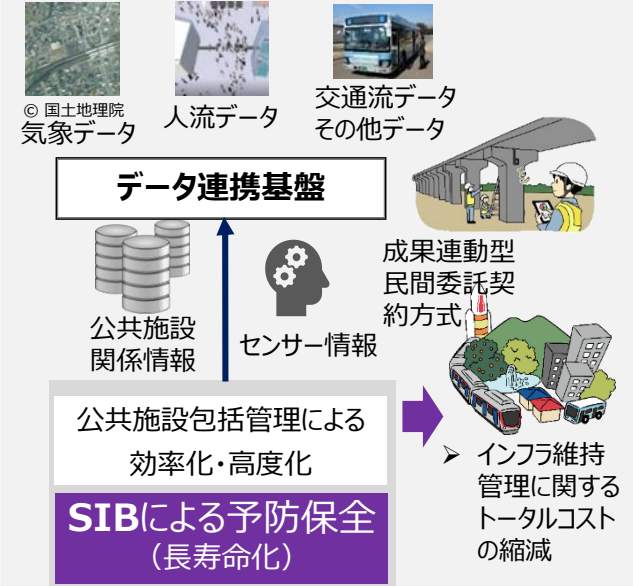 © 国土地理院
気象データ
人流データ
交通流データ
その他データ
データ連携基盤
公共施設
関係情報
センサー情報
成果連動型
民間委託契
約方式
公共施設包括管理による
効率化・高度化
SIBによる予防保全
（長寿命化）
➢ インフラ維持
管理に関する
トータルコスト
の縮減